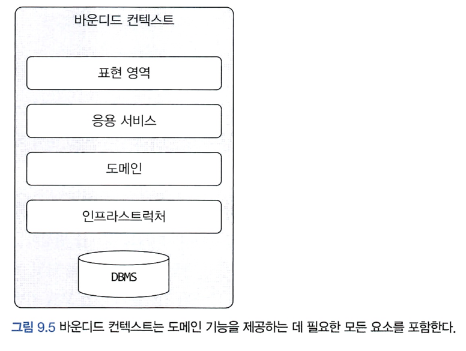 바운디드 컨텍스트
표현 영역
응용 서비스
도메인
인프라스트럭처
DBMS
그림 9.5 바운디드 컨텍스트는 도메인 기능을 제공하는 데 필요한 모든 요소를 포함한다.